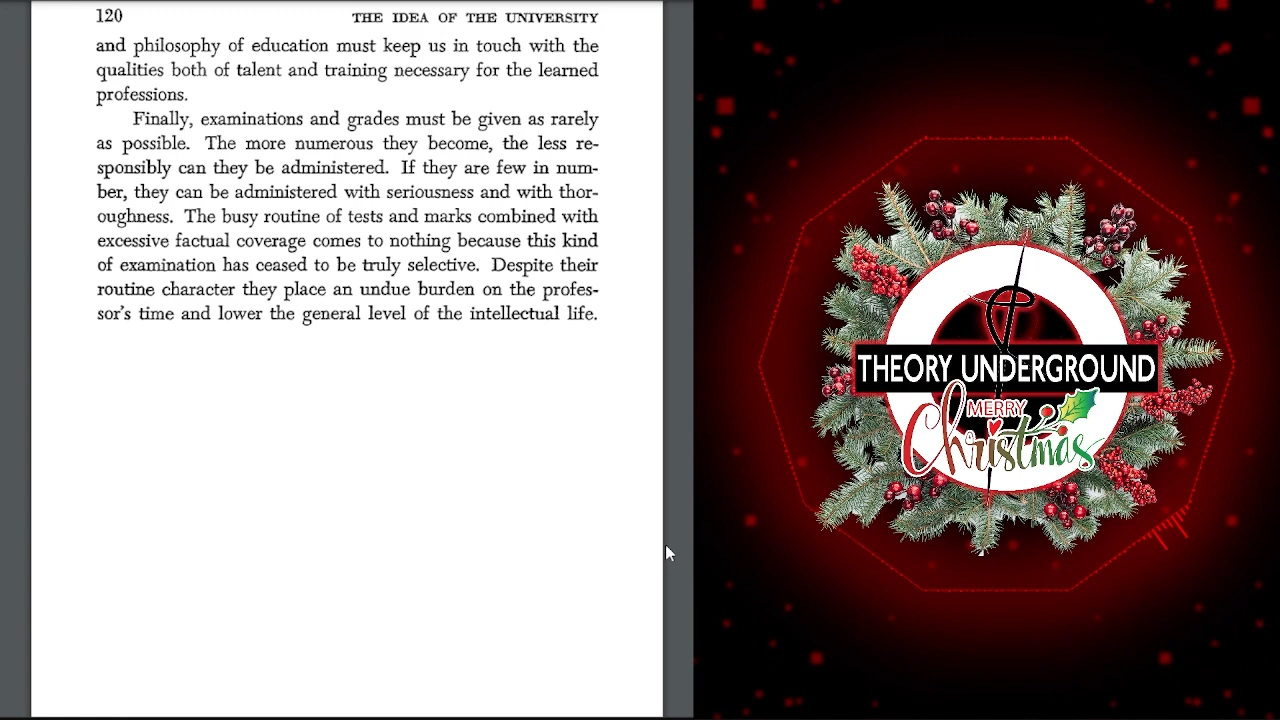 120 THE IDEA OF THE UNIVERSITY
and philosophy of education must keep us in touch with the
qualities both of talent and training necessary for the learned
professions.
Finally, examinations and grades must be given as rarely
as possible. The more numerous they become, the less re-
sponsibly can they be administered. If they are few in num-
ber, they can be administered with seriousness and with thor-
oughness. The busy routine of tests and marks combined with
excessive factual coverage comes to nothing because this kind
of examination has ceased to be truly selective. Despite their
routine character they place an undue burden on the profes-
sor's time and lower the general level of the intellectual life.
THEORY UNDERGROUND
MERRY
Christmas